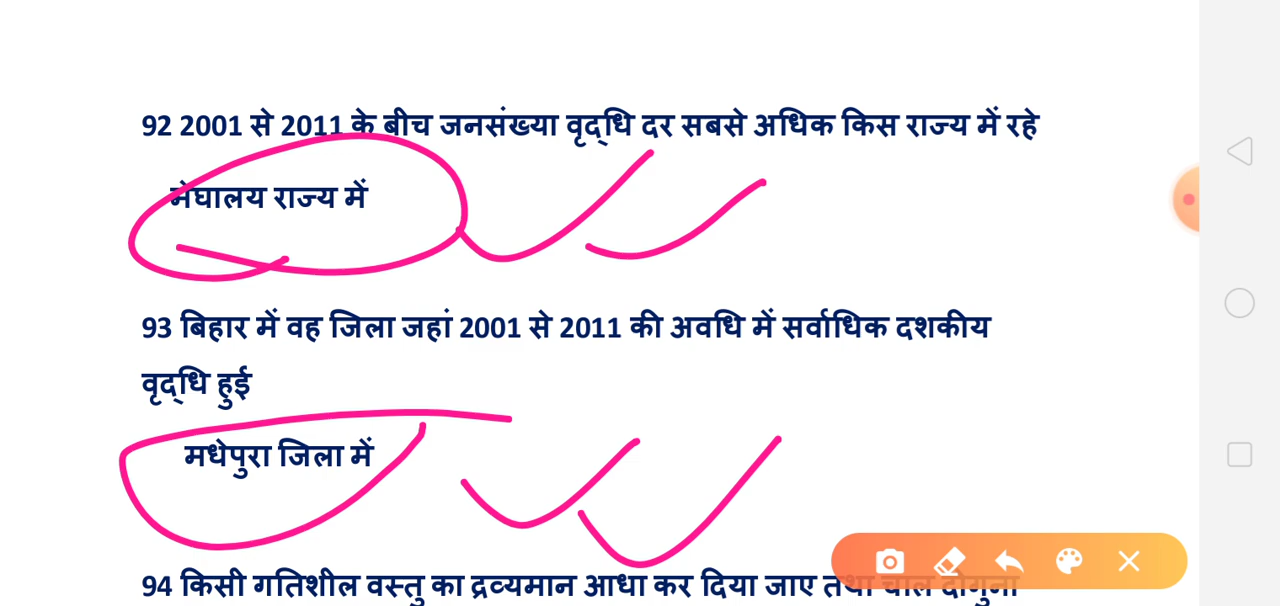 92 2001 से 2011 के बीच जनसंख्या वृद्धि दर सबसे अधिक किस राज्य में रहे
मेघालय राज्य में
93 बिहार में वह जिला जहां 2001 से 2011 की अवधि में सर्वाधिक दशकीय
वृद्धि हुई
मधेपुरा जिला में
94 किसी गतिशील वस्तु का द्रव्यमान आधा कर दिया जाए तथा चाल दोगुना